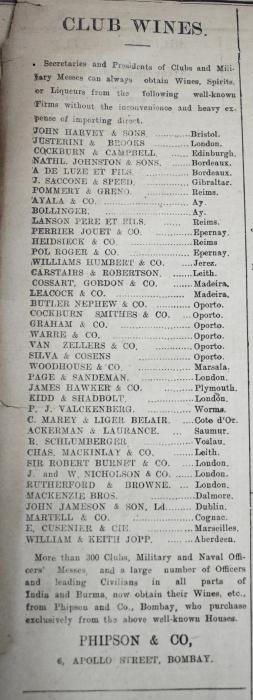 CLUB WINES.
Secretaries and Presidents of Clubs and Mili-
tary Messes can always obtain Wines, Spirits,
or Liqueurs from the following well-known
Firms without the inconvenience and heavy ex-
pense of importing direct.
JOHN HARVEY & SONS. ............Bristol.
JUSTERINI & BROOKS ............London.
COCKBURN & CAMPBELL. ......Edinburgh.
NATHL. JOHNSTON & SONS. ...Bordeaux.
A DE LUZE ET FILS. ............Bordeaux.
J. SACCONE & SPEED. ............Gibraltar.
POMMERY & GRENO. ......Reims.
AYALA & CO. ..................Ay.
BOLLINGER. ..................Ay.
LANSON PERE ET FILS. ......Reims.
PERRIER JOUET & CO. .........Epernay.
HEIDSIECK & CO. ............Reims
POL ROGER & CO. ............Epernay.
WILLIAMS HUMBERT & CO. ...Jerez.
CARSTAIRS & ROBERTSON. ......Leith.
COSSART, GORDON & CO. ......Madeira,
LEACOCK & CO. ............Madeira,
BUTLER NEPHEW & CO. .........Oporto.
COCKBURN SMITHES & CO. ...Oporto.
GRAHAM & CO. ............Oporto.
WARRE & CO. ............Oporto.
VAN ZELLERS & CO. ............Oporto.
SILVA & COSENS ............Oporto.
WOODHOUSE & CO. ............Marsala.
PAGE & SANDEMAN. ............London.
JAMES HAWKER & CO. .........Plymouth.
KIDD & SHADBOLT. ............London.
P. J. VALCKENBERG. ............Worms.
C. MAREY & LIGER BELAIR. ...Cote d'Or.
ACKERMAN & LAURANCE. ... Saumur.
R. SCHLUMBERGER ............Voslau.
CHAS. MACKINLAY & CO. ......Leith.
SIR ROBERT BURNET & CO. ...London.
J. and W. NICHOLSON & CO. ......London.
RUTHERFORD & BROWNE. .... London.
MACKENZIE BROS. ............Dalmore.
JOHN JAMESON & SON, Ld.......Dublin.
MARTELL & CO. ............Cognac.
E, CUSENIER & CIE. ............Marseilles.
WILLIAM & KEITH JOPP. ......Aberdeen.
More than 300 Clubs, Military and Naval Offi-
cers' Messes, and a large number of Officers
and leading Civilians in all parts of
India and Burma, now obtain their Wines, etc.,
from Phipson and Co., Bombay, who purchase
exclusively from the above well-known Houses.
PHIPSON & CO,
6, APOLLO STREET, BOMBAY.